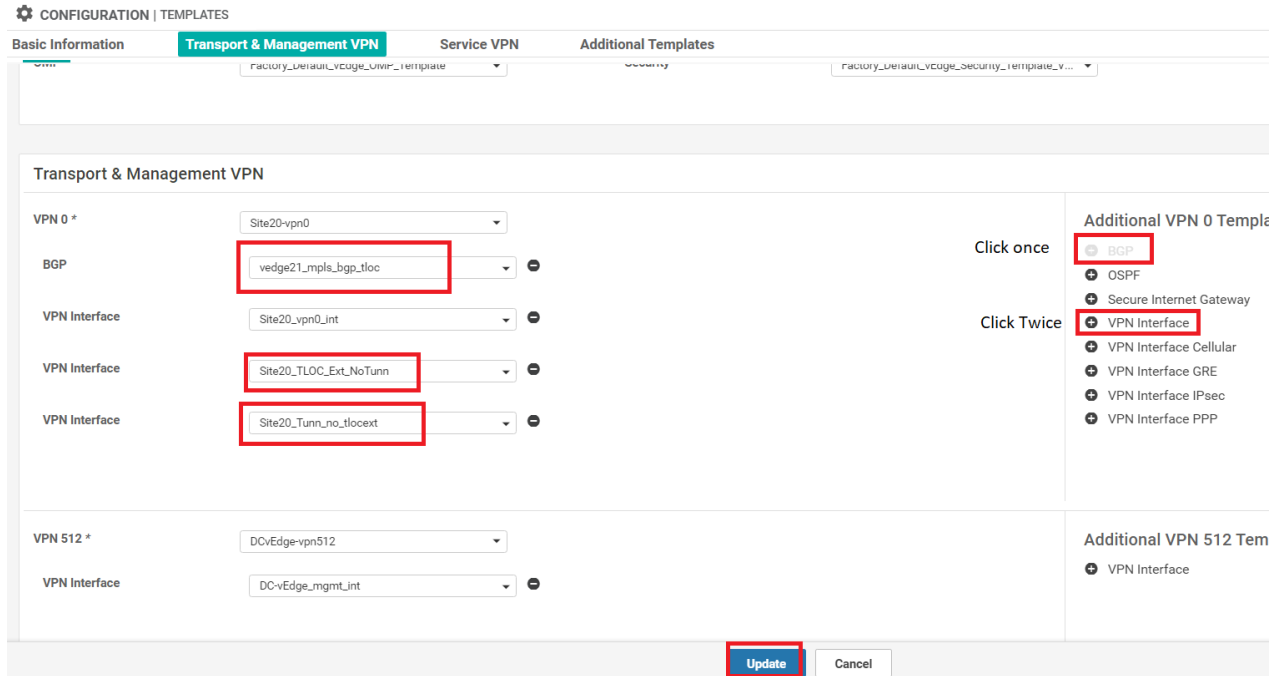 CONFIGURATION | TEMPLATES
Basic Information Transport & Management VPN Service VPN Additional Templates
OMP Factory_Default_vEdge_OMP_Template Security Factory_Default_vEdge_Security_Template_V...
Transport & Management VPN
VPN 0 * Site20-vpn0 Additional VPN 0 Templa
BGP vedge21_mpls_bgp_tloc Click once BGP
OSPF
Secure Internet Gateway
VPN Interface Site20_vpn0_int Click Twice VPN Interface
VPN Interface Cellular
VPN Interface Site20_TLOC_Ext_NoTunn VPN Interface GRE
VPN Interface IPsec
VPN Interface Site20_Tunn_no_tlocext VPN Interface PPP
VPN 512 * DCvEdge-vpn512 Additional VPN 512 Tem
VPN Interface DC-vEdge_mgmt_int VPN Interface
Update Cancel